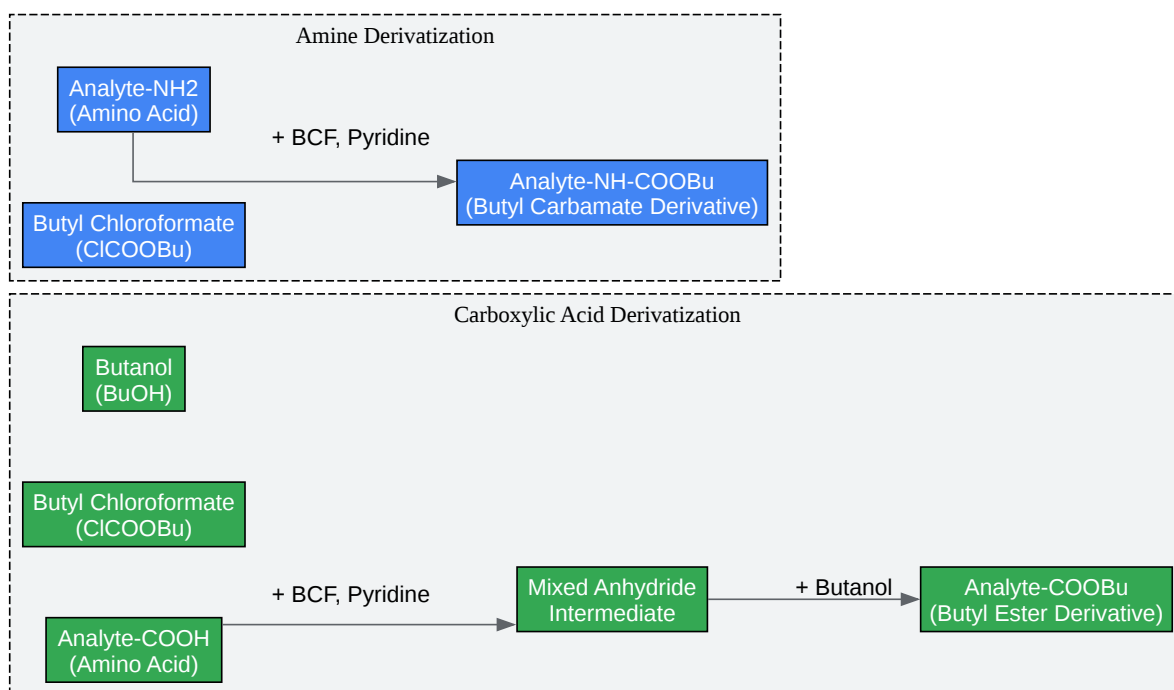 Amine Derivatization
Analyte-NH2
(Amino Acid)
+ BCF, Pyridine
Analyte-NH-COOBu
(Butyl Carbamate Derivative)
Butyl Chloroformate
(ClCOOBu)
Carboxylic Acid Derivatization
Butanol
(BuOH)
Butyl Chloroformate
(ClCOOBu)
Analyte-COOH
(Amino Acid)
+ BCF, Pyridine
Mixed Anhydride
Intermediate
+ Butanol
Analyte-COOBu
(Butyl Ester Derivative)